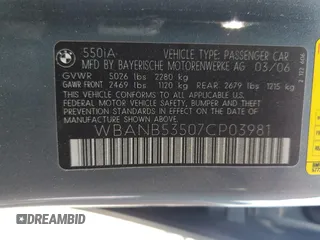 550iA VEHICLE TYPE: PASSENGER CAR
MFD BY BAYERISCHE MOTORENWERKE AG 03/06
GVWR 5026 lbs 2280 kg
GAWR FRONT 2469 lbs 1120 kg REAR 2679 lbs 1215 kg
THIS VEHICLE CONFORMS TO ALL APPLICABLE
FEDERAL MOTOR VEHICLE SAFETY, BUMPER, AND
THEFT PREVENTION STANDARDS IN EFFECT ON THE
DATE OF MANUFACTURE SHOWN ABOVE.
WBANB53507CP03981
AUTOBIDMASTER